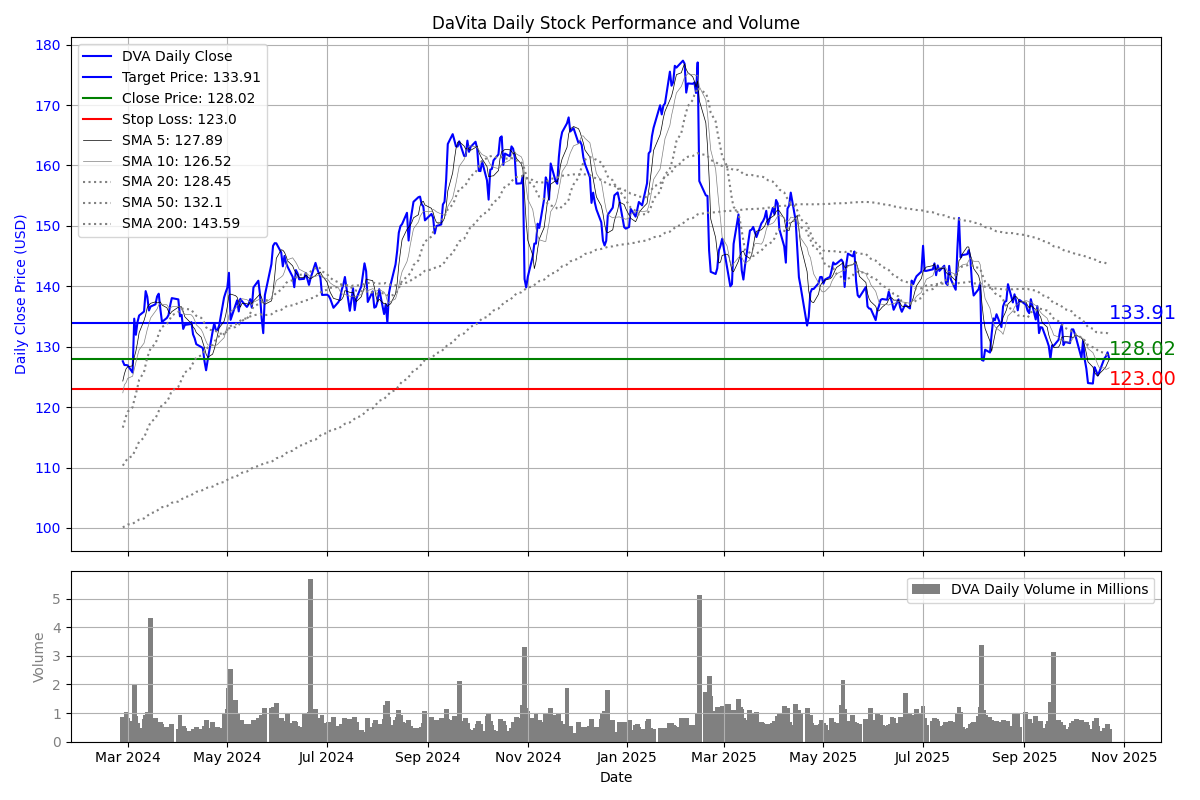 DaVita Daily Stock Performance and Volume
DVA Daily Close
Target Price: 133.91
Close Price: 128.02
Stop Loss: 123.0
SMA 5: 127.89
SMA 10: 126.52
SMA 20: 128.45
SMA 50: 132.1
SMA 200: 143.59
Daily Close Price (USD)
180
170
160
150
140
130
120
110
100
133.91
128.02
123.00
DVA Daily Volume in Millions
Volume
5
4
3
2
1
0
Mar 2024 May 2024 Jul 2024 Sep 2024 Nov 2024 Jan 2025 Mar 2025 May 2025 Jul 2025 Sep 2025 Nov 2025
Date